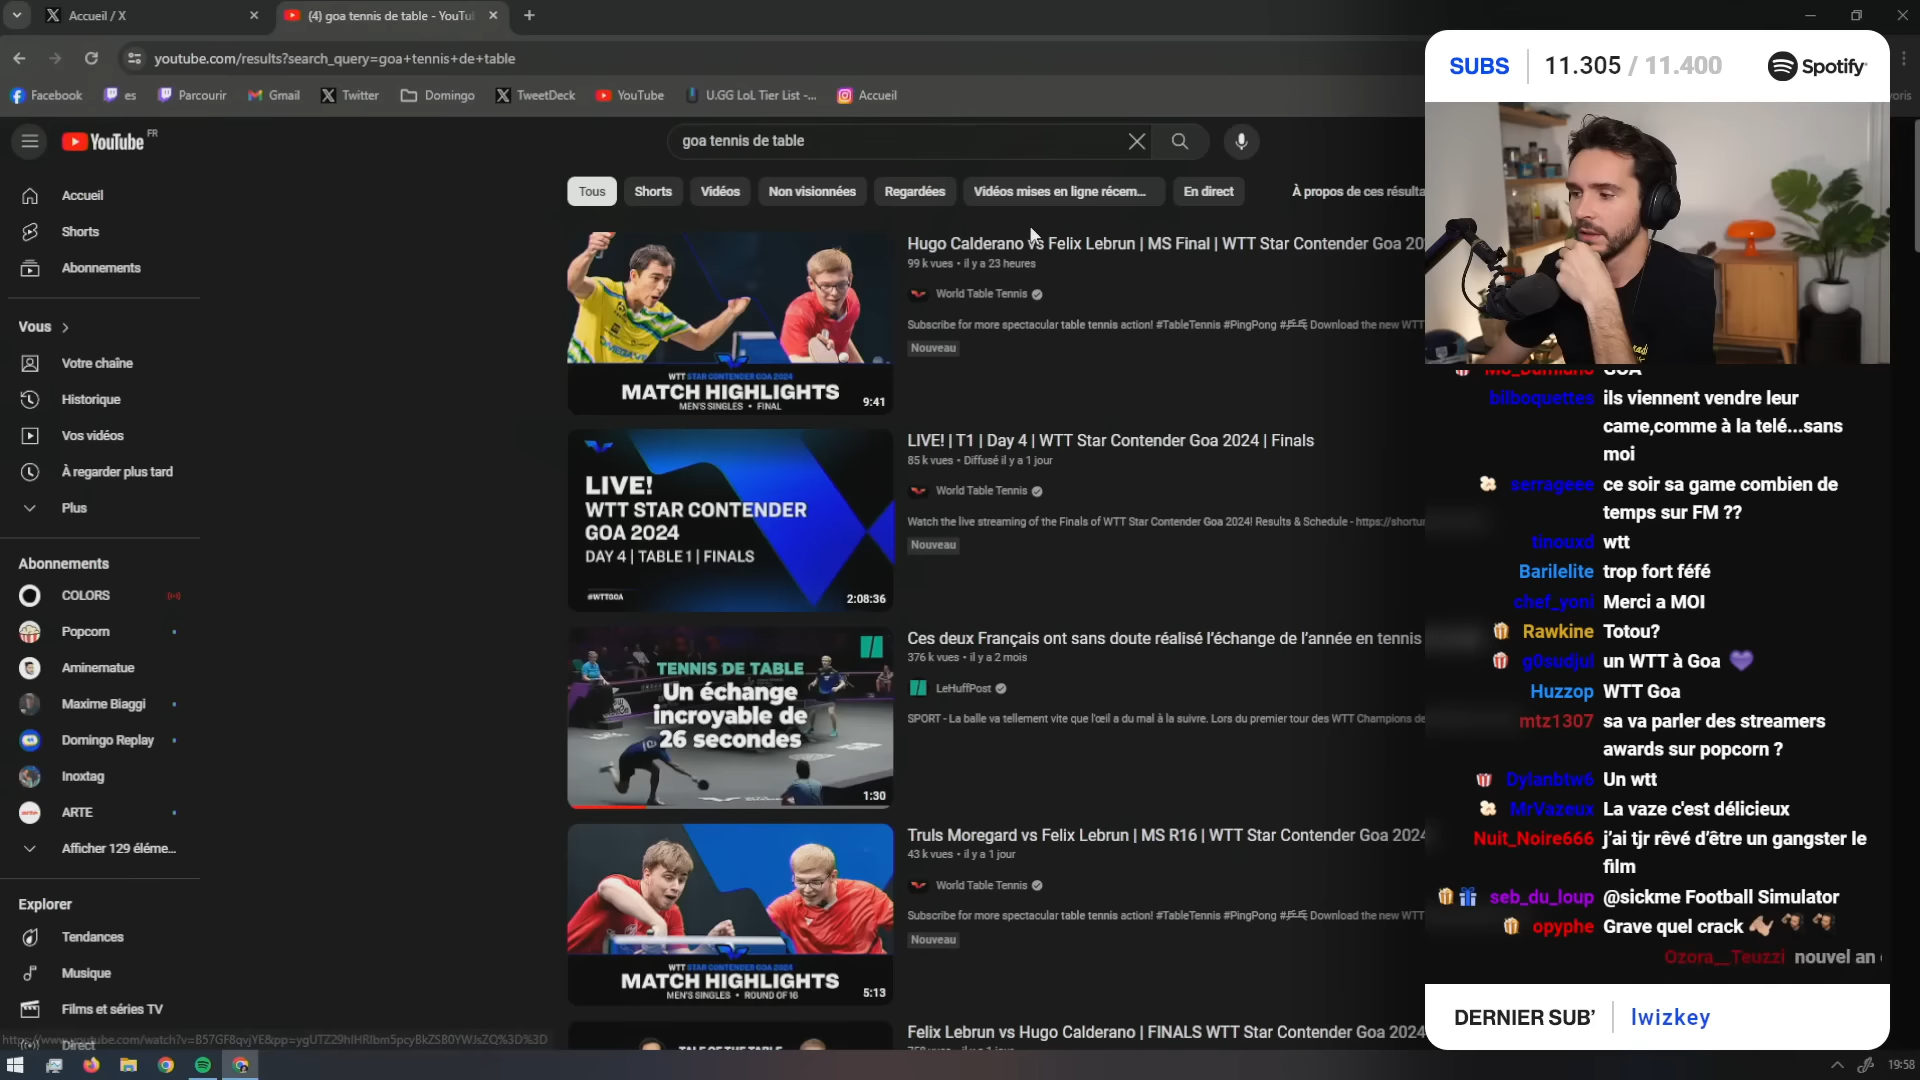 Accueil / X
(4) goa tennis de table - YouTu
youtube.com/results?search_query=goa+tennis+de+table
Facebook
es
Parcourir
Gmail
Twitter
Domingo
TweetDeck
YouTube
U.GG LoL Tier List -...
Accueil
YouTube FR
goa tennis de table
Tous
Shorts
Vidéos
Non visionnées
Regardées
Vidéos mises en ligne récem...
En direct
À propos de ces résulta
Accueil
Shorts
Abonnements
Vous
Votre chaîne
Historique
Vos vidéos
À regarder plus tard
Plus
Abonnements
COLORS
Popcorn
Aminematue
Maxime Biaggi
Domingo Replay
Inoxtag
ARTE
Afficher 129 éléme...
Explorer
Tendances
Musique
Films et séries TV
Direct
WTT STAR CONTENDER GOA 2024
MATCH HIGHLIGHTS
MEN'S SINGLES • FINAL
9:41
Hugo Calderano vs Felix Lebrun | MS Final | WTT Star Contender Goa 20
99 k vues • il y a 23 heures
World Table Tennis
Subscribe for more spectacular table tennis action! #TableTennis #PingPong #乒乓 Download the new WTT
Nouveau
LIVE!
WTT STAR CONTENDER
GOA 2024
DAY 4 | TABLE 1 | FINALS
#WTTGOA
2:08:36
LIVE! | T1 | Day 4 | WTT Star Contender Goa 2024 | Finals
85 k vues • Diffusé il y a 1 jour
World Table Tennis
Watch the live streaming of the Finals of WTT Star Contender Goa 2024! Results & Schedule - https://shortur
Nouveau
TENNIS DE TABLE
Un échange
incroyable de
26 secondes
1:30
Ces deux Français ont sans doute réalisé l'échange de l'année en tennis
376 k vues • il y a 2 mois
LeHuffPost
SPORT - La balle va tellement vite que l'œil a du mal à la suivre. Lors du premier tour des WTT Champions de
WTT STAR CONTENDER GOA 2024
MATCH HIGHLIGHTS
MEN'S SINGLES • ROUND OF 16
5:13
Truls Moregard vs Felix Lebrun | MS R16 | WTT Star Contender Goa 2024
43 k vues • il y a 1 jour
World Table Tennis
Subscribe for more spectacular table tennis action! #TableTennis #PingPong #乒乓 Download the new WTT
Nouveau
TALE OF THE TABLE
Felix Lebrun vs Hugo Calderano | FINALS WTT Star Contender Goa 2024
SUBS 11.305 / 11.400 Spotify
Mo_Dumiano GOA
bilboquettes ils viennent vendre leur
came,comme à la telé...sans
moi
serrageee ce soir sa game combien de
temps sur FM ??
tinouxd wtt
Barilelite trop fort féfé
chef_yoni Merci a MOI
Rawkine Totou?
g0sudjul un WTT à Goa
Huzzop WTT Goa
mtz1307 sa va parler des streamers
awards sur popcorn ?
Dylanbtw6 Un wtt
MrVazeux La vaze c'est délicieux
Nuit_Noire666 j'ai tjr rêvé d'être un gangster le
film
seb_du_loup @sickme Football Simulator
opyphe Grave quel crack
Ozora__Teuzzi nouvel an
DERNIER SUB' lwizkey
19:58